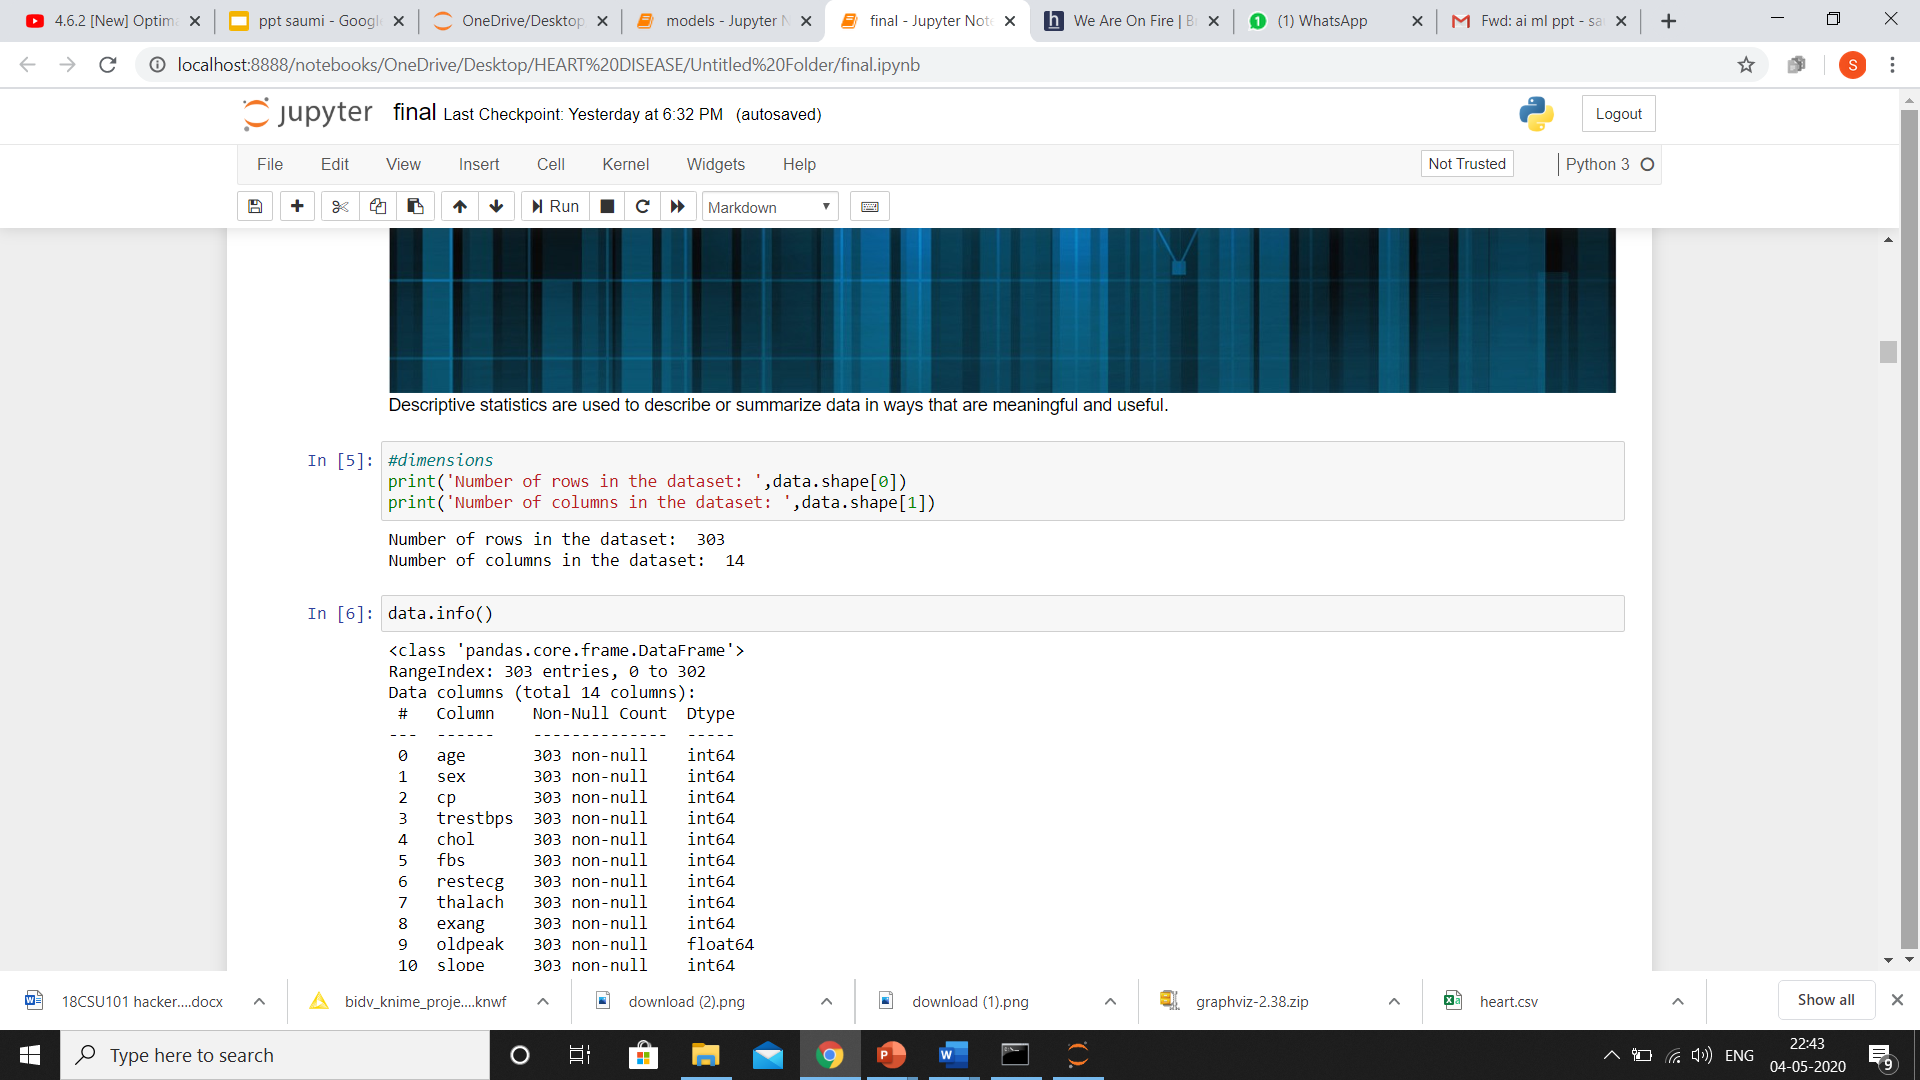 4.6.2 [New] Optima
ppt saumi - Googl
OneDrive/Desktop
models - Jupyter N
final - Jupyter Note
We Are On Fire | B
(1) WhatsApp
Fwd: ai ml ppt - sa
localhost:8888/notebooks/OneDrive/Desktop/HEART%20DISEASE/Untitled%20Folder/final.ipynb
S
jupyter final Last Checkpoint: Yesterday at 6:32 PM (autosaved)
Logout
File Edit View Insert Cell Kernel Widgets Help
Not Trusted
Python 3
Run
Markdown
Descriptive statistics are used to describe or summarize data in ways that are meaningful and useful.
In [5]: #dimensions
print('Number of rows in the dataset: ',data.shape[0])
print('Number of columns in the dataset: ',data.shape[1])
Number of rows in the dataset:  303
Number of columns in the dataset:  14
In [6]: data.info()
<class 'pandas.core.frame.DataFrame'>
RangeIndex: 303 entries, 0 to 302
Data columns (total 14 columns):
 #   Column    Non-Null Count  Dtype
---  ------    --------------  -----
 0   age       303 non-null    int64
 1   sex       303 non-null    int64
 2   cp        303 non-null    int64
 3   trestbps  303 non-null    int64
 4   chol      303 non-null    int64
 5   fbs       303 non-null    int64
 6   restecg   303 non-null    int64
 7   thalach   303 non-null    int64
 8   exang     303 non-null    int64
 9   oldpeak   303 non-null    float64
 10  slope     303 non-null    int64
18CSU101 hacker....docx
bidv_knime_proje....knwf
download (2).png
download (1).png
graphviz-2.38.zip
heart.csv
Show all
Type here to search
ENG
22:43
04-05-2020
9